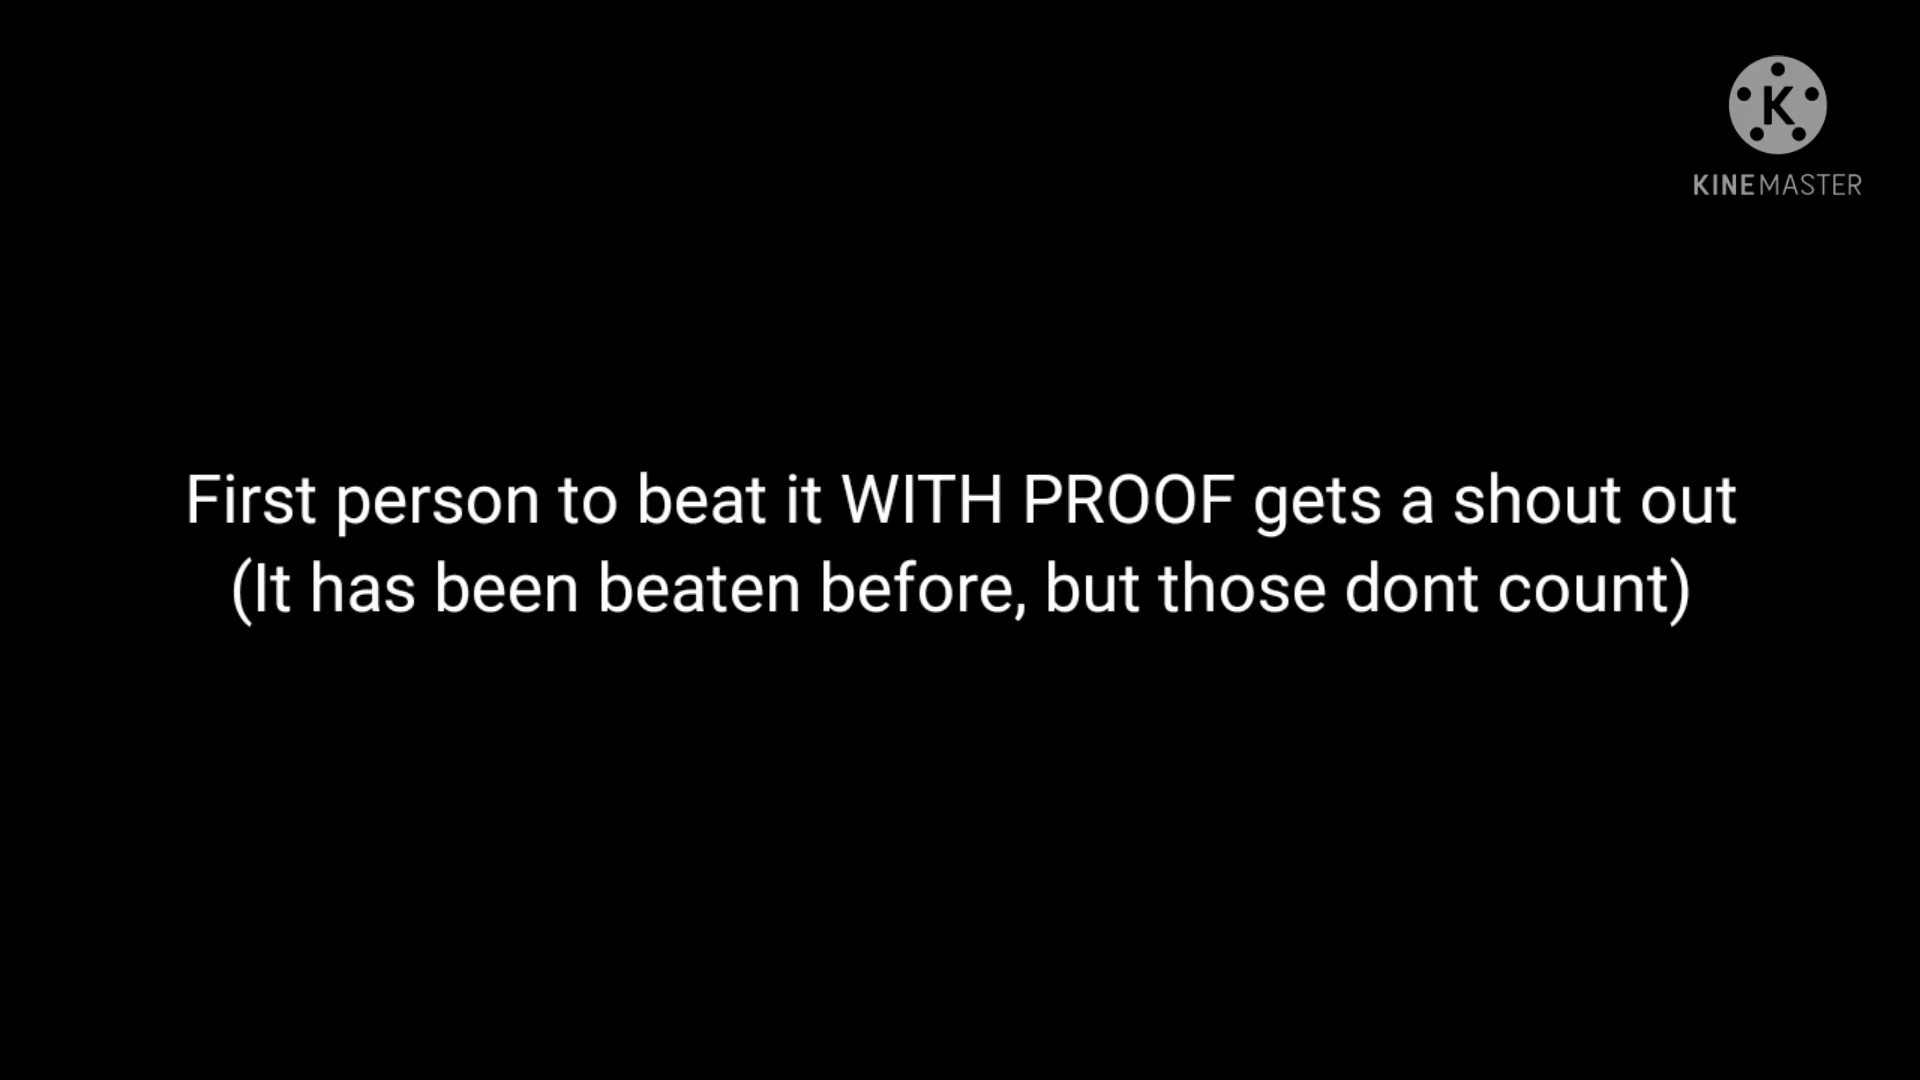 K
KINEMASTER
First person to beat it WITH PROOF gets a shout out
(It has been beaten before, but those dont count)